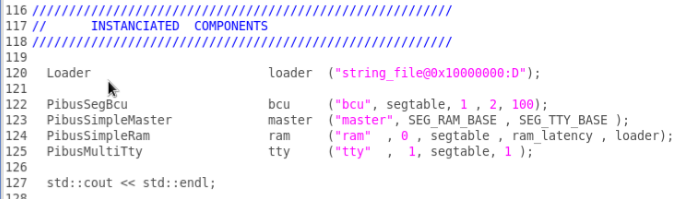 116 ////////////////////////////////////////////////////////
117 //      INSTANCIATED  COMPONENTS
118 ////////////////////////////////////////////////////////
119
120   Loader                       loader  ("string_file@0x10000000:D");
121
122   PibusSegBcu                  bcu     ("bcu", segtable, 1 , 2, 100);
123   PibusSimpleMaster            master  ("master", SEG_RAM_BASE , SEG_TTY_BASE );
124   PibusSimpleRam               ram     ("ram"  , 0 , segtable , ram_latency , loader);
125   PibusMultiTty                tty     ("tty"  ,  1, segtable, 1 );
126
127   std::cout << std::endl;
128